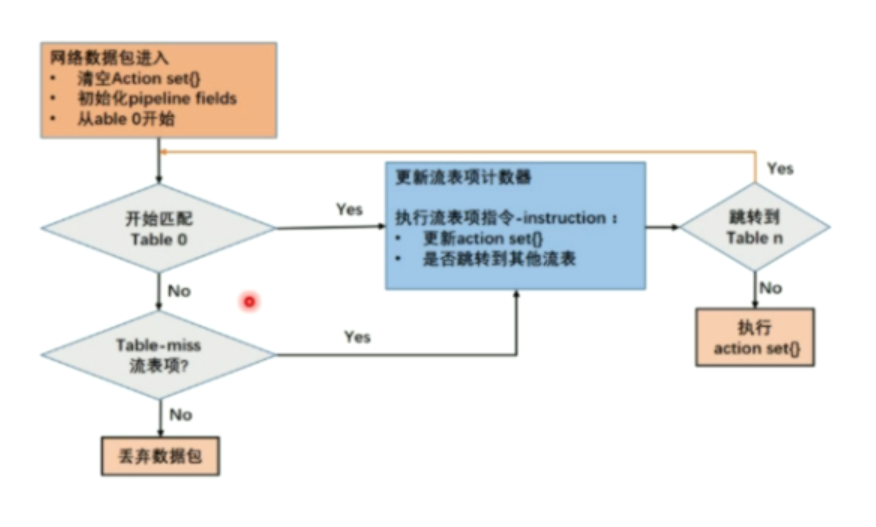 网络数据包进入
• 清空Action set{}
• 初始化pipeline fields
• 从able 0开始
Yes
开始匹配
Table 0
Yes
更新流表项计数器
执行流表项指令-instruction：
• 更新action set{}
• 是否跳转到其他流表
跳转到
Table n
No
No
Table-miss
流表项?
Yes
执行
action set{}
No
丢弃数据包